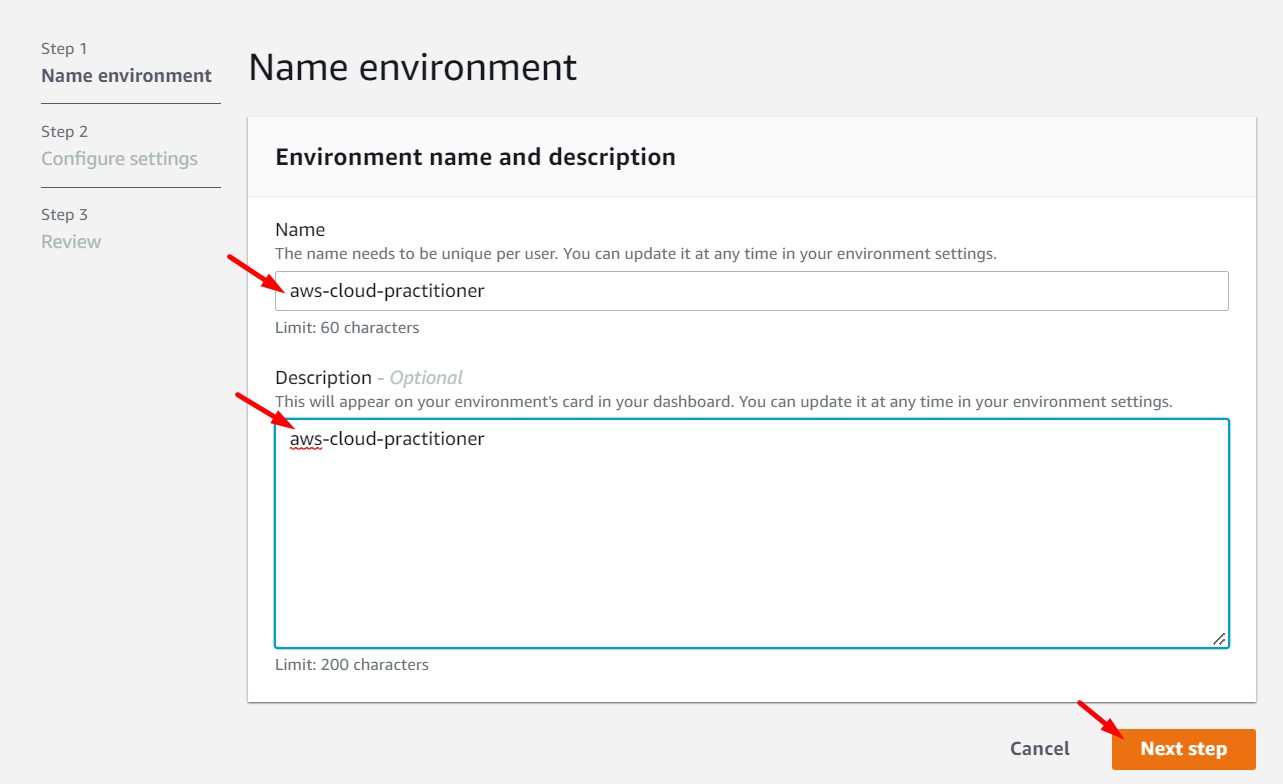 Step 1
Name environment
Step 2
Configure settings
Step 3
Review
Name environment
Environment name and description
Name
The name needs to be unique per user. You can update it at any time in your environment settings.
aws-cloud-practitioner
Limit: 60 characters
Description - Optional
This will appear on your environment's card in your dashboard. You can update it at any time in your environment settings.
aws-cloud-practitioner
Limit: 200 characters
Cancel
Next step